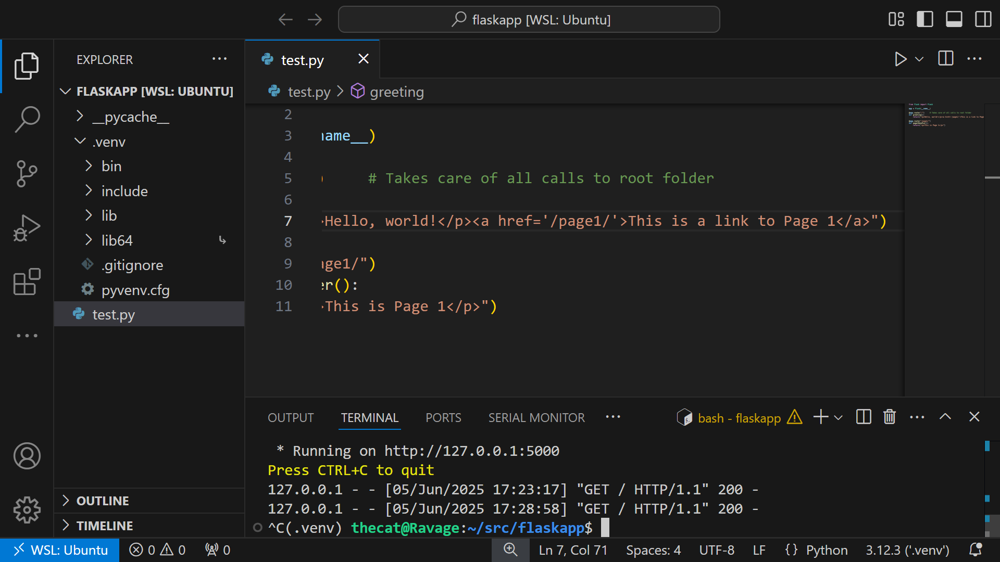 flaskapp [WSL: Ubuntu]
EXPLORER
FLASKAPP [WSL: UBUNTU]
__pycache__
.venv
bin
include
lib
lib64
.gitignore
pyvenv.cfg
test.py
OUTLINE
TIMELINE
test.py
test.py > greeting
2
3 name__)
4
5 ) # Takes care of all calls to root folder
6
7 >Hello, world!</p><a href='/page1/'>This is a link to Page 1</a>")
8
9 age1/")
10 er():
11 >This is Page 1</p>")
OUTPUT TERMINAL PORTS SERIAL MONITOR
bash - flaskapp
* Running on http://127.0.0.1:5000
Press CTRL+C to quit
127.0.0.1 - - [05/Jun/2025 17:23:17] "GET / HTTP/1.1" 200 -
127.0.0.1 - - [05/Jun/2025 17:28:58] "GET / HTTP/1.1" 200 -
^C(.venv) thecat@Ravage:~/src/flaskapp$
WSL: Ubuntu 0 0 0 Ln 7, Col 71 Spaces: 4 UTF-8 LF {} Python 3.12.3 ('.venv')